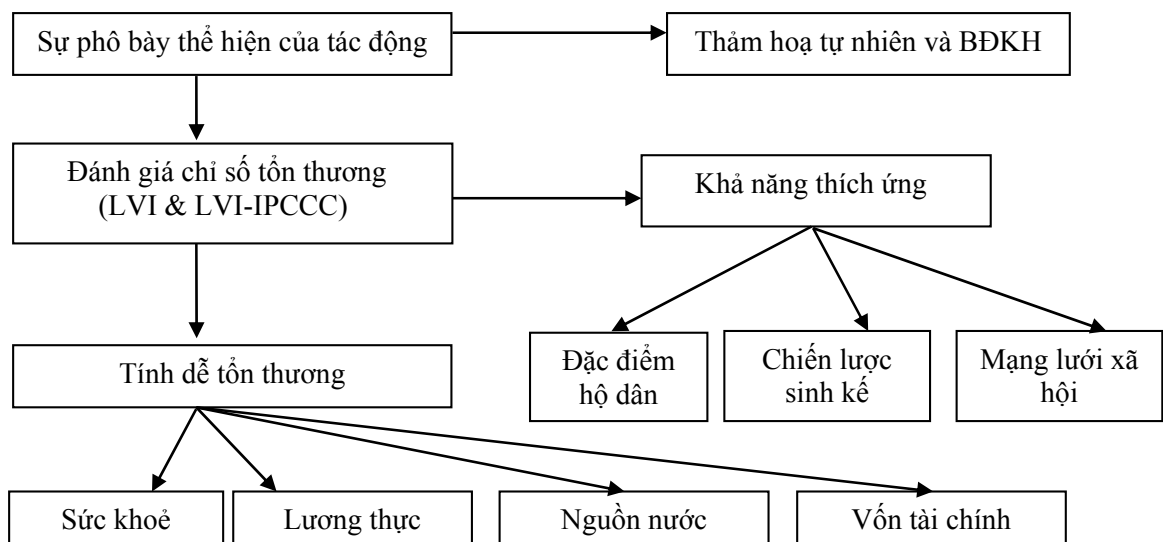 Sự phô bày thể hiện của tác động
Thảm hoạ tự nhiên và BĐKH
Đánh giá chỉ số tổn thương
(LVI & LVI-IPCCC)
Khả năng thích ứng
Tính dễ tổn thương
Đặc điểm
hộ dân
Chiến lược
sinh kế
Mạng lưới xã
hội
Sức khoẻ
Lương thực
Nguồn nước
Vốn tài chính